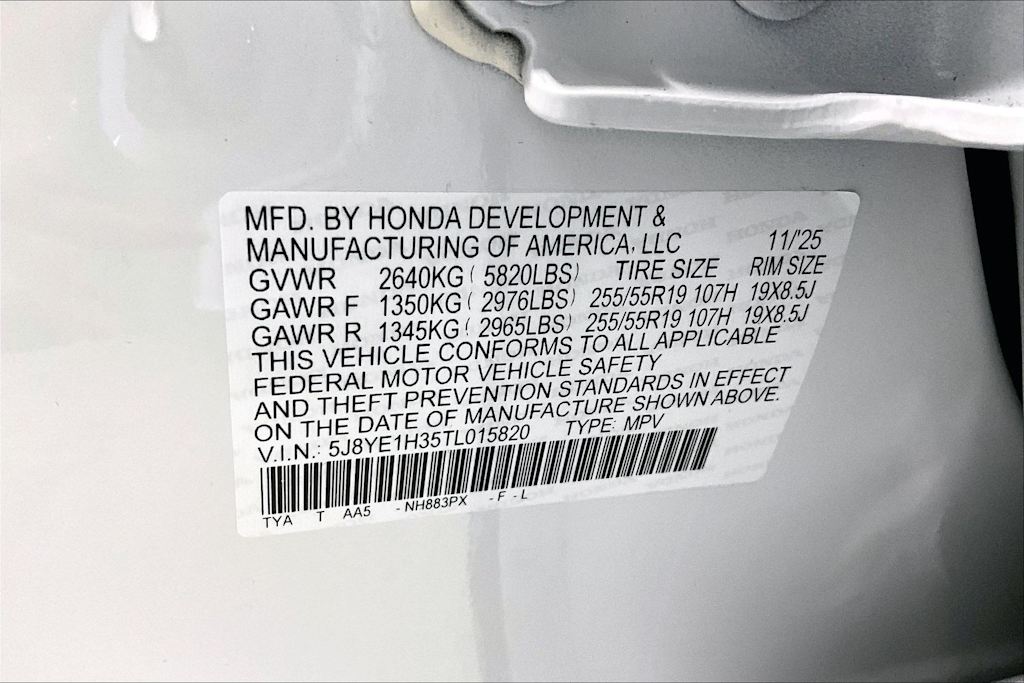 MFD. BY HONDA DEVELOPMENT &
MANUFACTURING OF AMERICA, LLC 11/'25
GVWR 2640KG ( 5820LBS) TIRE SIZE RIM SIZE
GAWR F 1350KG ( 2976LBS) 255/55R19 107H 19X8.5J
GAWR R 1345KG ( 2965LBS) 255/55R19 107H 19X8.5J
THIS VEHICLE CONFORMS TO ALL APPLICABLE
FEDERAL MOTOR VEHICLE SAFETY
AND THEFT PREVENTION STANDARDS IN EFFECT
ON THE DATE OF MANUFACTURE SHOWN ABOVE.
V.I.N.: 5J8YE1H35TL015820 TYPE: MPV
TYA T AA5 - NH883PX - F - L